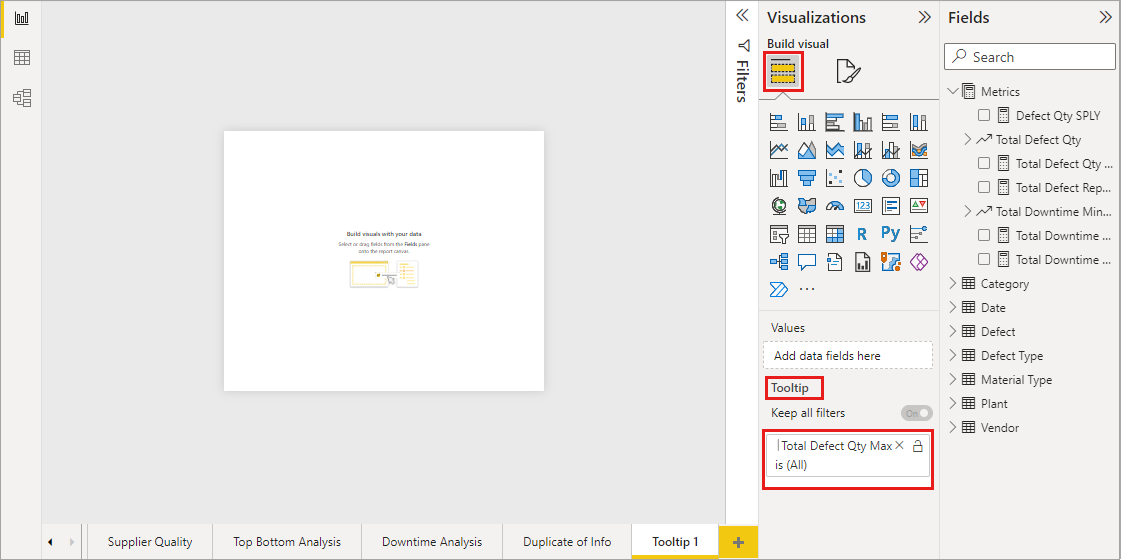 Build visuals with your data
Select or drag fields from the Fields pane
onto the report canvas.
Supplier Quality
Top Bottom Analysis
Downtime Analysis
Duplicate of Info
Tooltip 1
+
Filters
Visualizations
Build visual
123
R
Py
...
Values
Add data fields here
Tooltip
Keep all filters
On
Total Defect Qty Max
is (All)
Fields
Search
Metrics
Defect Qty SPLY
Total Defect Qty
Total Defect Qty ...
Total Defect Rep...
Total Downtime Min...
Total Downtime ...
Total Downtime ...
Category
Date
Defect
Defect Type
Material Type
Plant
Vendor